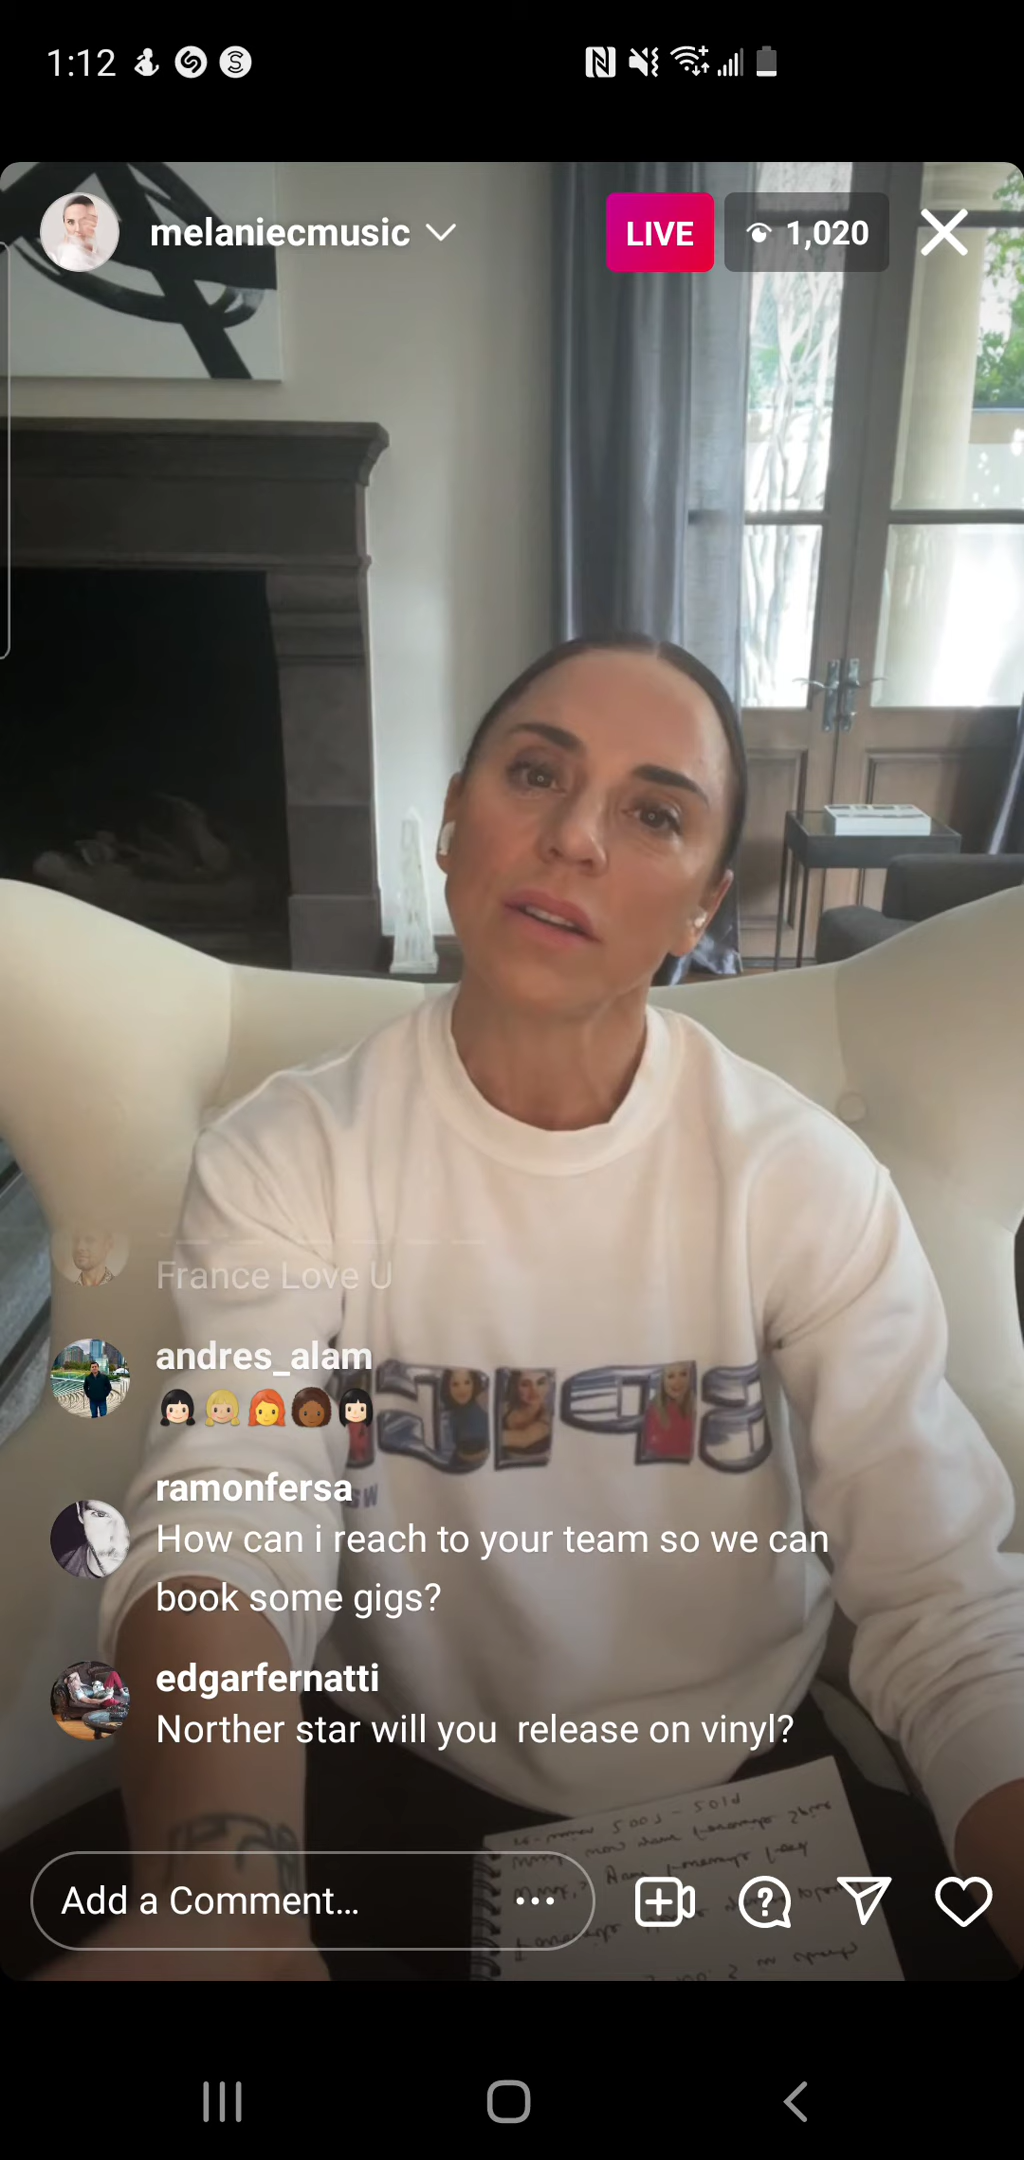 1:12
melaniecmusic
LIVE
1,020
France Love U
andres_alam
SPICE
ramonfersa
How can i reach to your team so we can
book some gigs?
edgarfernatti
Norther star will you  release on vinyl?
Add a Comment...